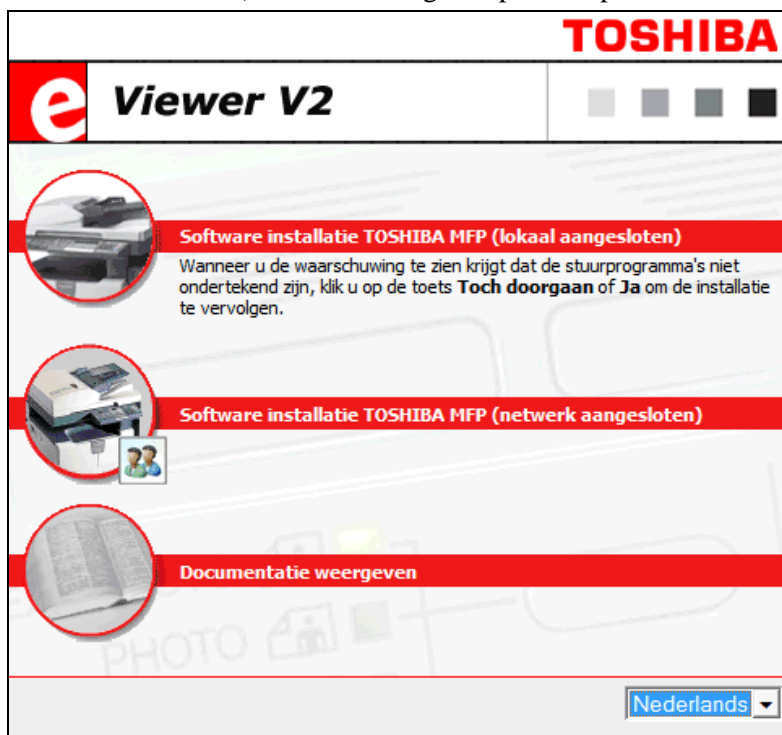 TOSHIBA
e Viewer V2
Software installatie TOSHIBA MFP (lokaal aangesloten)
Wanneer u de waarschuwing te zien krijgt dat de stuurprogramma's niet
ondertekend zijn, klik u op de toets Toch doorgaan of Ja om de installatie
te vervolgen.
Software installatie TOSHIBA MFP (netwerk aangesloten)
Documentatie weergeven
PHOTO
Nederlands